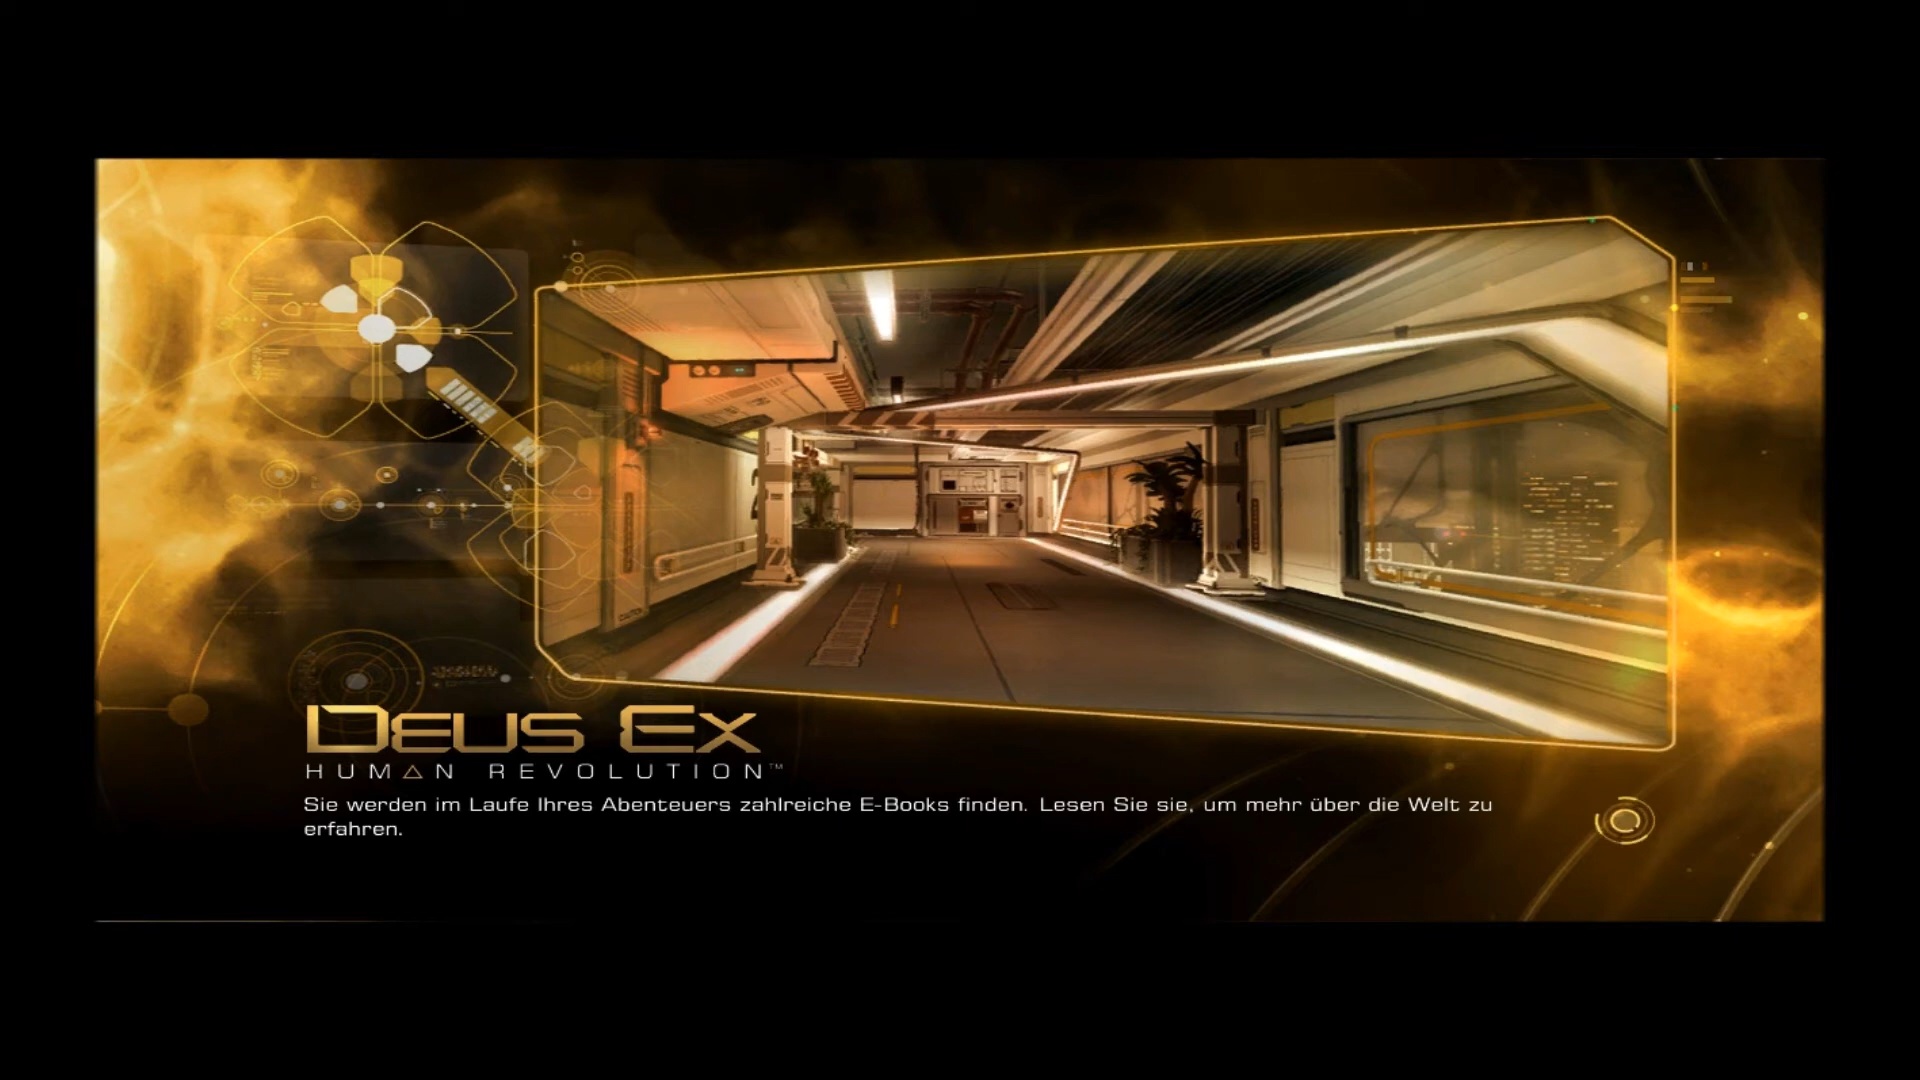 DEUS EX
HUMAN REVOLUTION™
Sie werden im Laufe Ihres Abenteuers zahlreiche E-Books finden. Lesen Sie sie, um mehr über die Welt zu
erfahren.